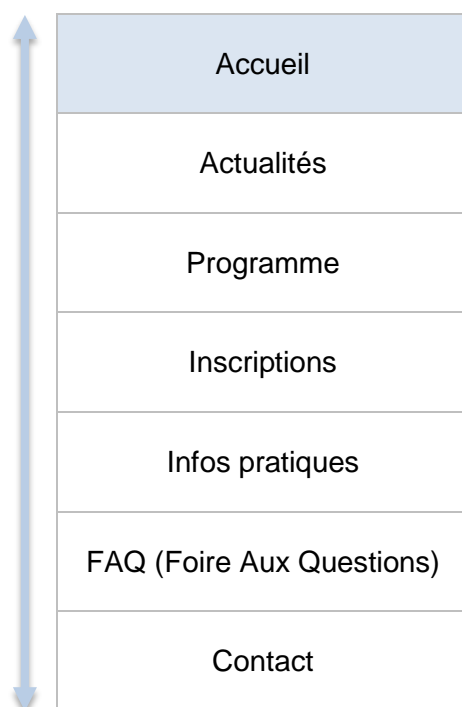 Accueil
Actualités
Programme
Inscriptions
Infos pratiques
FAQ (Foire Aux Questions)
Contact